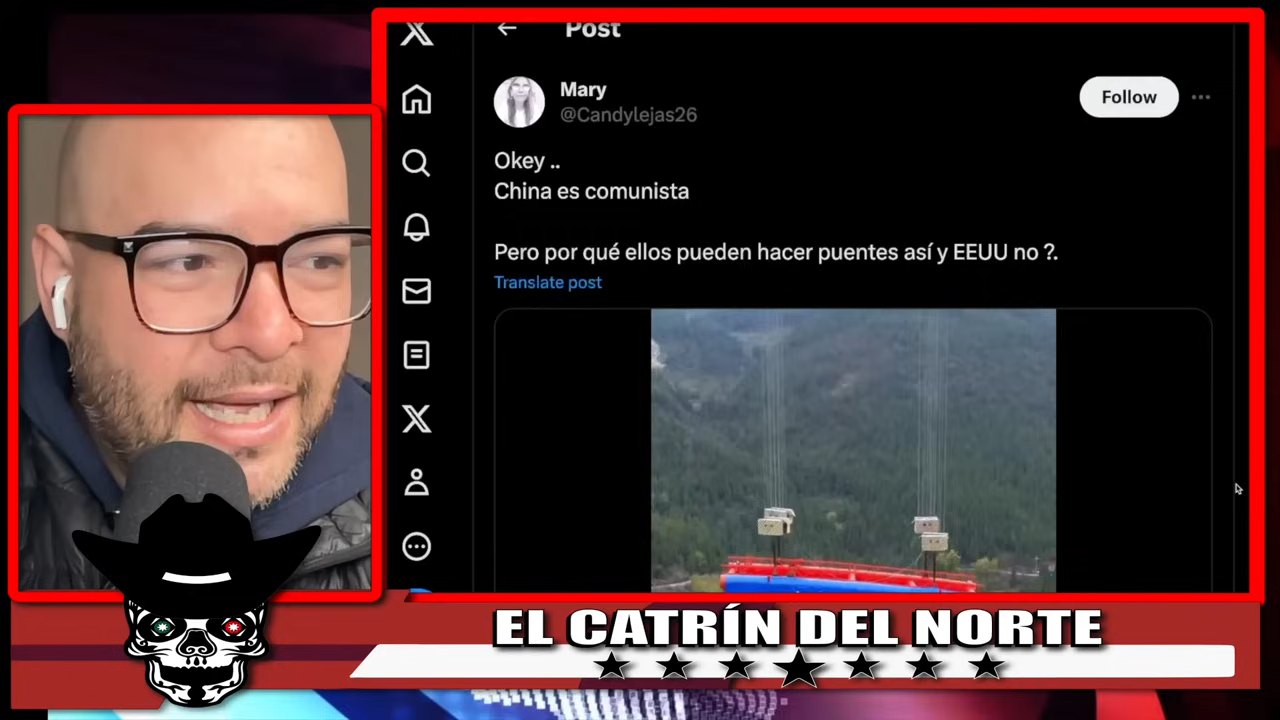 Post
Mary
@Candylejas26
Follow
Okey ..
China es comunista
Pero por qué ellos pueden hacer puentes así y EEUU no ?.
Translate post
EL CATRÍN DEL NORTE